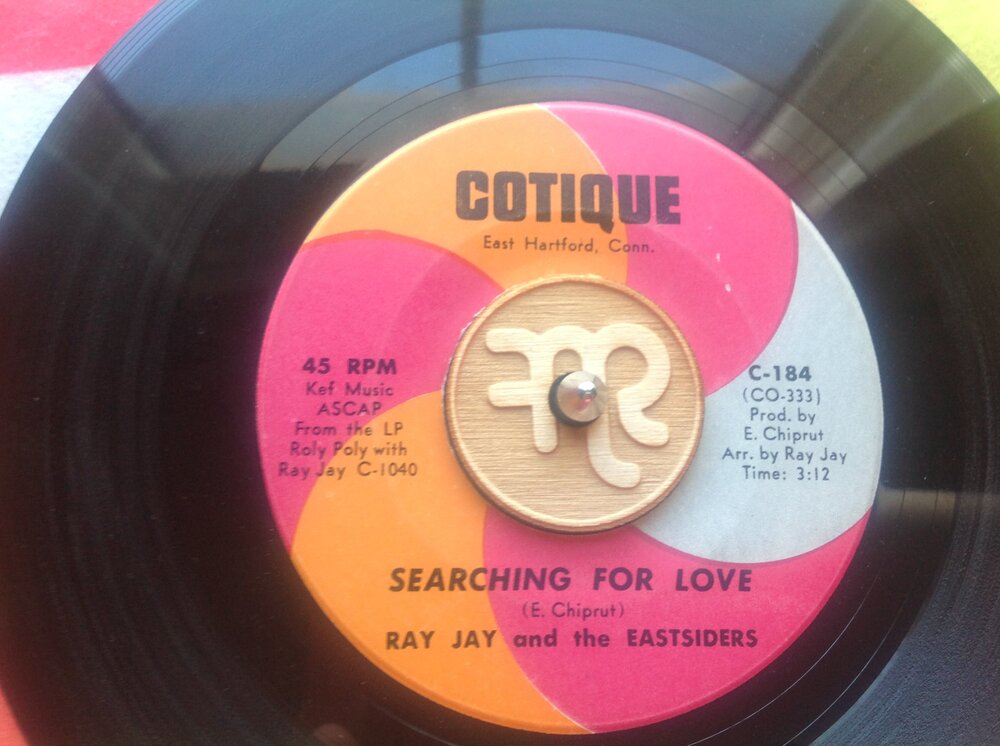 COTIQUE
East Hartford, Conn.
45 RPM
Kef Music
ASCAP
From the LP
Roly Poly with
Ray Jay C-1040
C-184
(CO-333)
Prod. by
E. Chiprut
Arr. by Ray Jay
Time: 3:12
SEARCHING FOR LOVE
(E. Chiprut)
RAY JAY and the EASTSIDERS